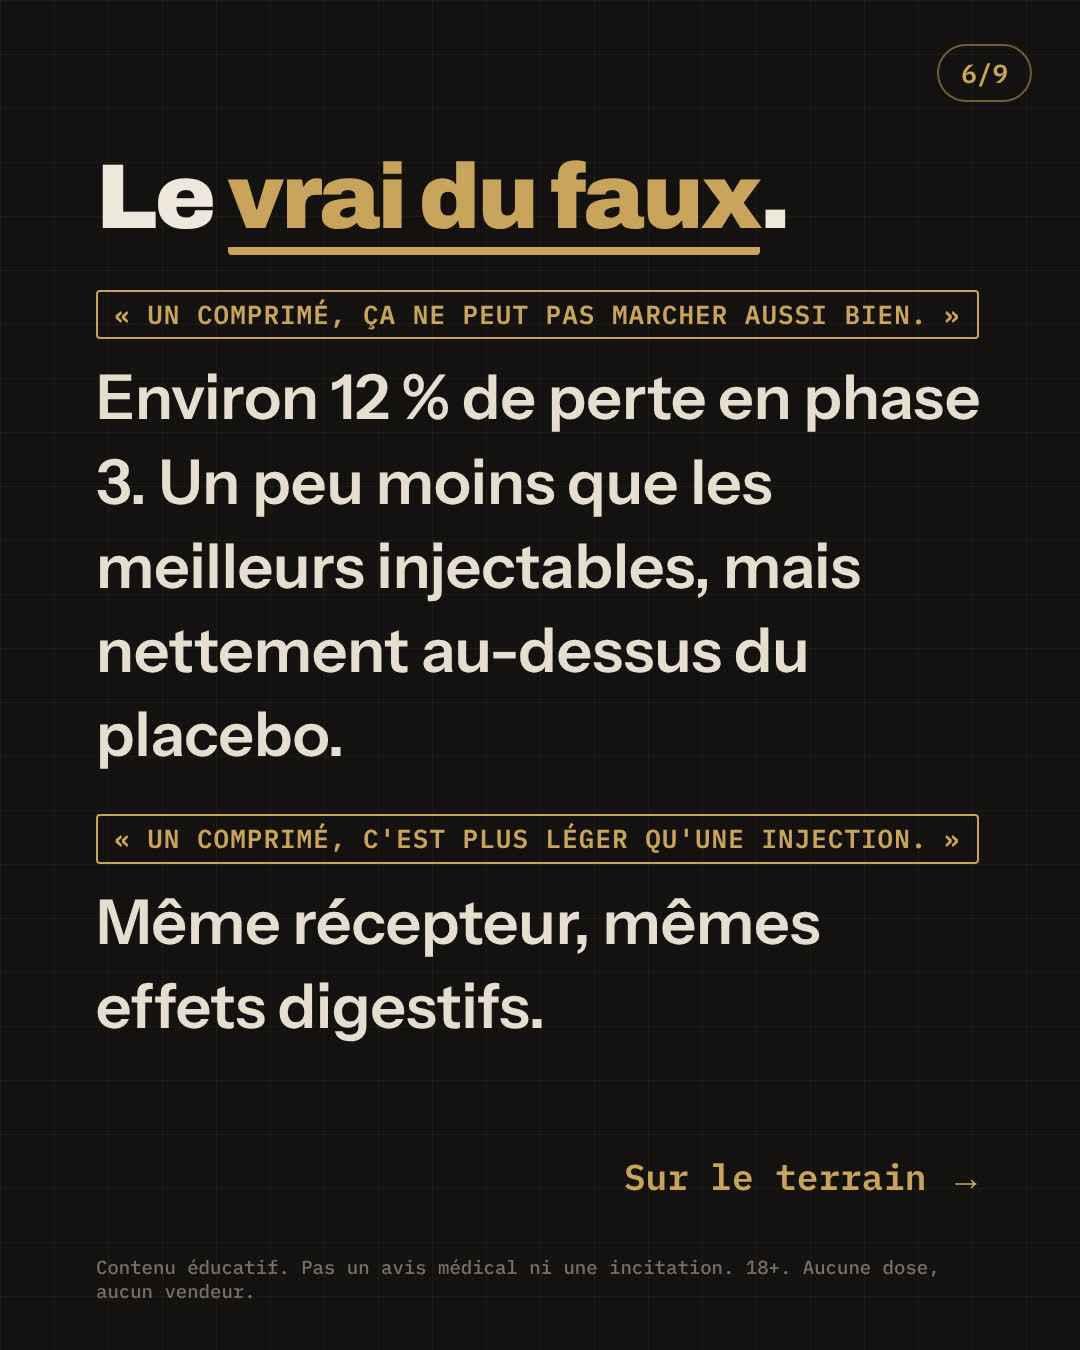 6/9
Le vrai du faux.
« UN COMPRIMÉ, ÇA NE PEUT PAS MARCHER AUSSI BIEN. »
Environ 12 % de perte en phase
3. Un peu moins que les
meilleurs injectables, mais
nettement au-dessus du
placebo.
« UN COMPRIMÉ, C'EST PLUS LÉGER QU'UNE INJECTION. »
Même récepteur, mêmes
effets digestifs.
Sur le terrain →
Contenu éducatif. Pas un avis médical ni une incitation. 18+. Aucune dose,
aucun vendeur.